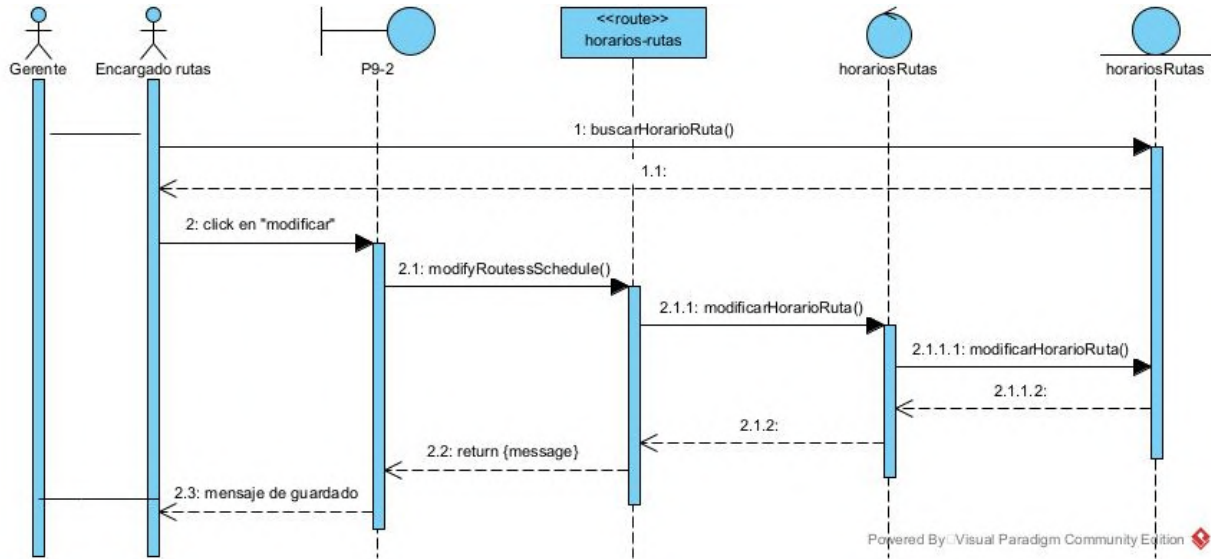 <<route>>
horarios-rutas
Gerente
Encargado rutas
P9-2
horariosRutas
horariosRutas
1: buscarHorarioRuta()
1.1:
2: click en "modificar"
2.1: modifyRoutessSchedule()
2.1.1: modificarHorarioRuta()
2.1.1.1: modificarHorarioRuta()
2.1.1.2:
2.1.2:
2.2: return {message}
2.3: mensaje de guardado
Powered By Visual Paradigm Community Edition